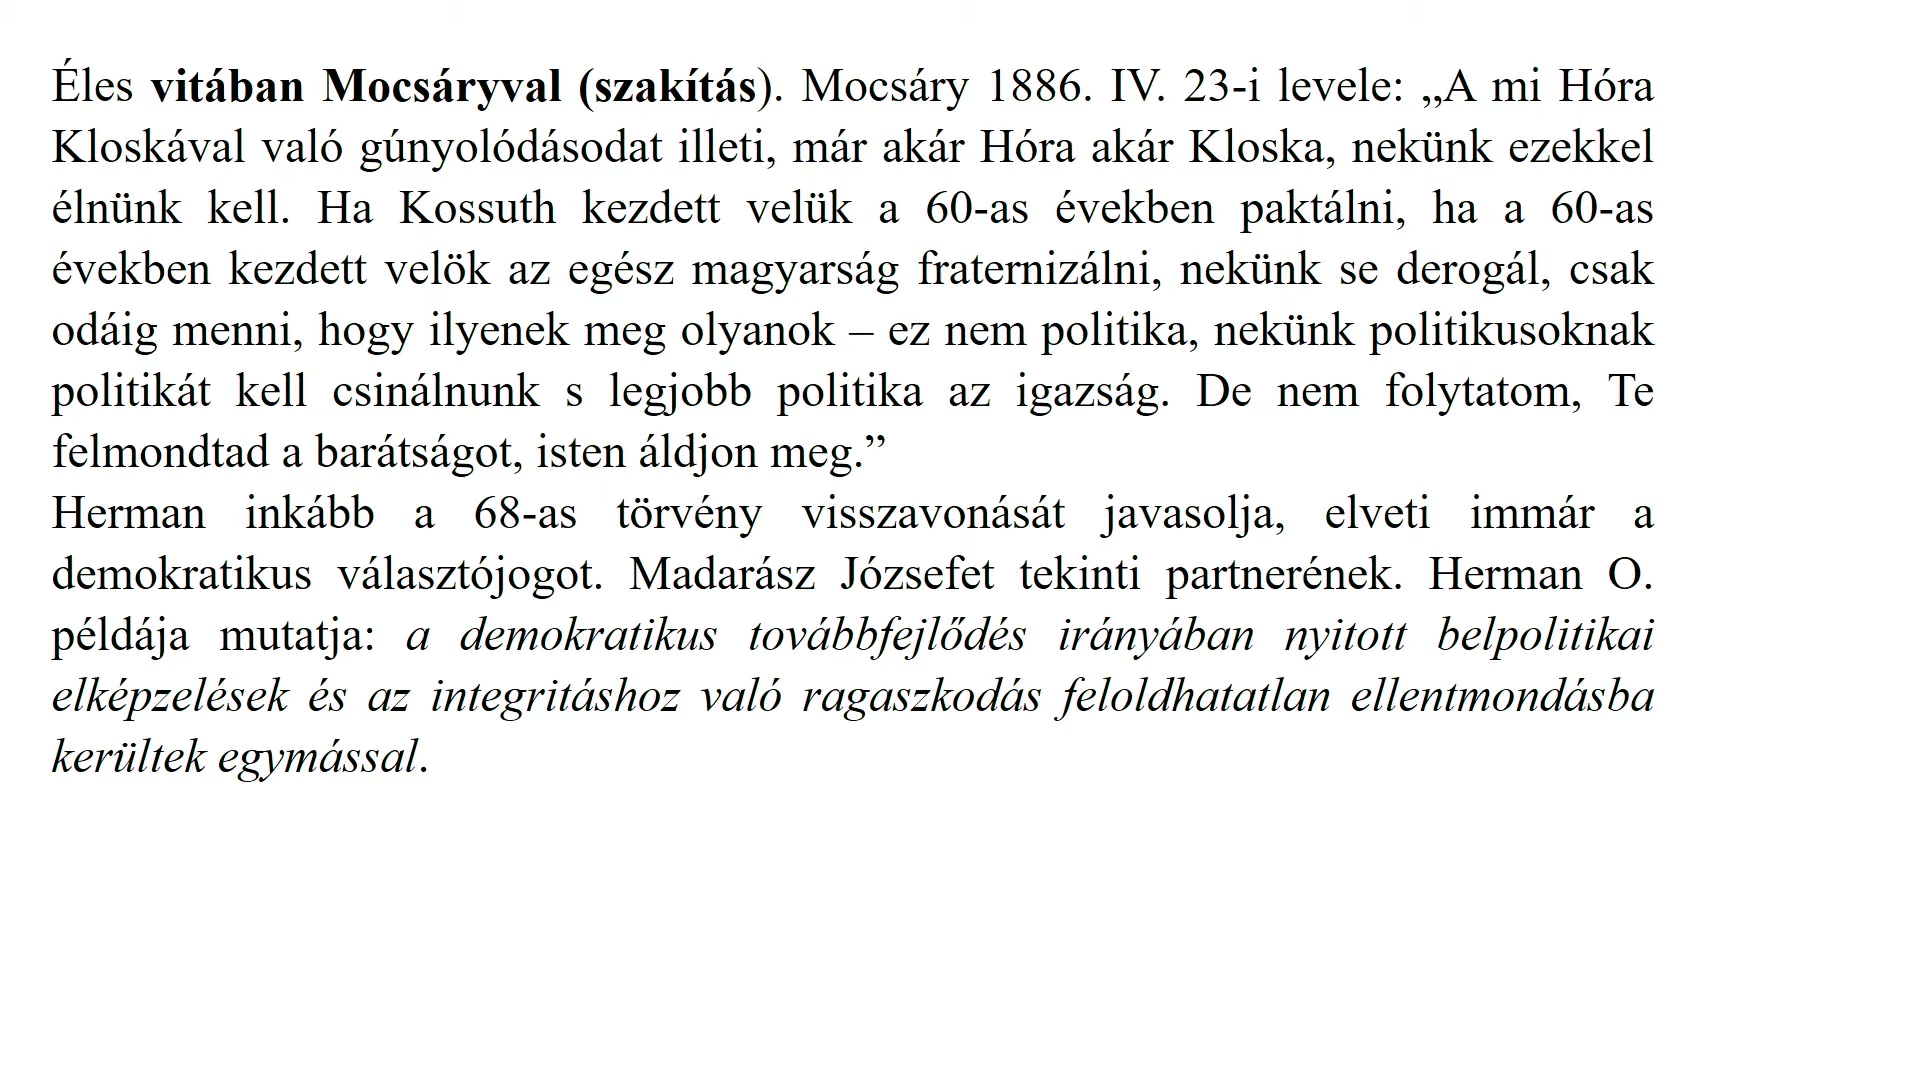 Éles vitában Mocsáryval (szakítás). Mocsáry 1886. IV. 23-i levele: „A mi Hóra
Kloskával való gúnyolódásodat illeti, már akár Hóra akár Kloska, nekünk ezekkel
élnünk kell. Ha Kossuth kezdett velük a 60-as években paktálni, ha a 60-as
években kezdett velök az egész magyarság fraternizálni, nekünk se derogál, csak
odáig menni, hogy ilyenek meg olyanok – ez nem politika, nekünk politikusoknak
politikát kell csinálnunk s legjobb politika az igazság. De nem folytatom, Te
felmondtad a barátságot, isten áldjon meg.”
Herman inkább a 68-as törvény visszavonását javasolja, elveti immár a
demokratikus választójogot. Madarász Józsefet tekinti partnerének. Herman O.
példája mutatja: a demokratikus továbbfejlődés irányában nyitott belpolitikai
elképzelések és az integritáshoz való ragaszkodás feloldhatatlan ellentmondásba
kerültek egymással.